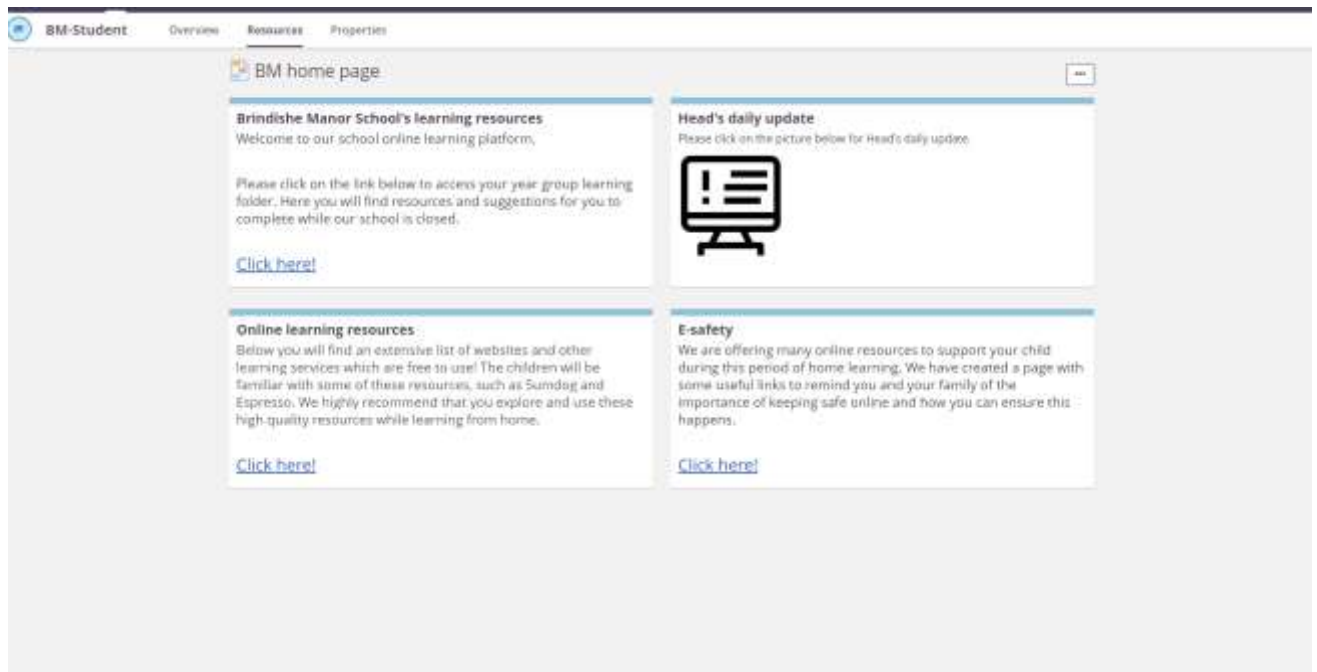 BM-Student
Overview
Resources
Properties
BM home page
Brindishe Manor School's learning resources
Welcome to our school online learning platform,
Please click on the link below to access your year group learning
folder. Here you will find resources and suggestions for you to
complete while our school is closed.
Click here!
Head's daily update
Please click on the picture below for Head's daily update
Online learning resources
Below you will find an extensive list of websites and other
learning services which are free to use! The children will be
familiar with some of these resources, such as Sumdog and
Espresso. We highly recommend that you explore and use these
high quality resources while learning from home.
Click here!
E-safety
We are offering many online resources to support your child
during this period of home learning. We have created a page with
some useful links to remind you and your family of the
importance of keeping safe online and how you can ensure this
happens.
Click here!